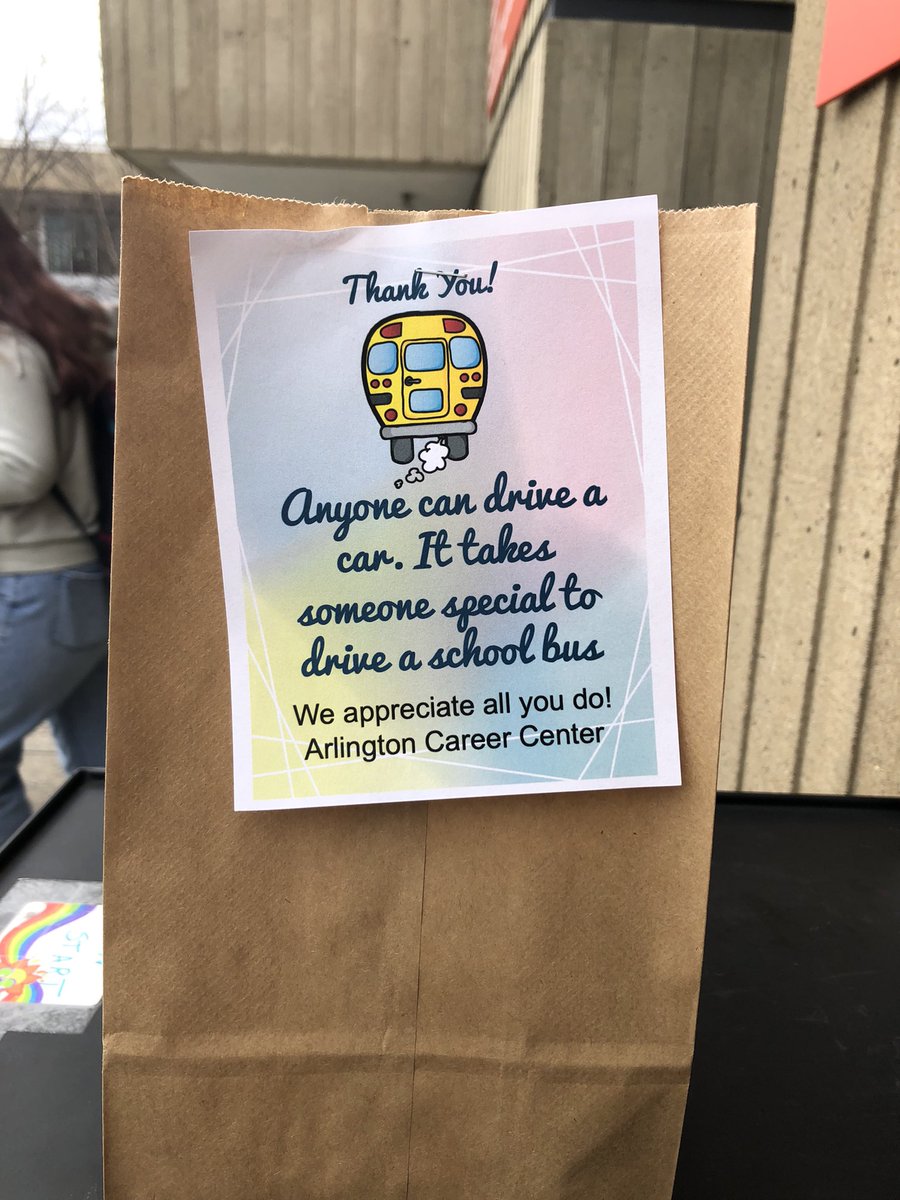 Thank You!
Anyone can drive a
car. It takes
someone special to
drive a school bus
We appreciate all you do!
Arlington Career Center
START